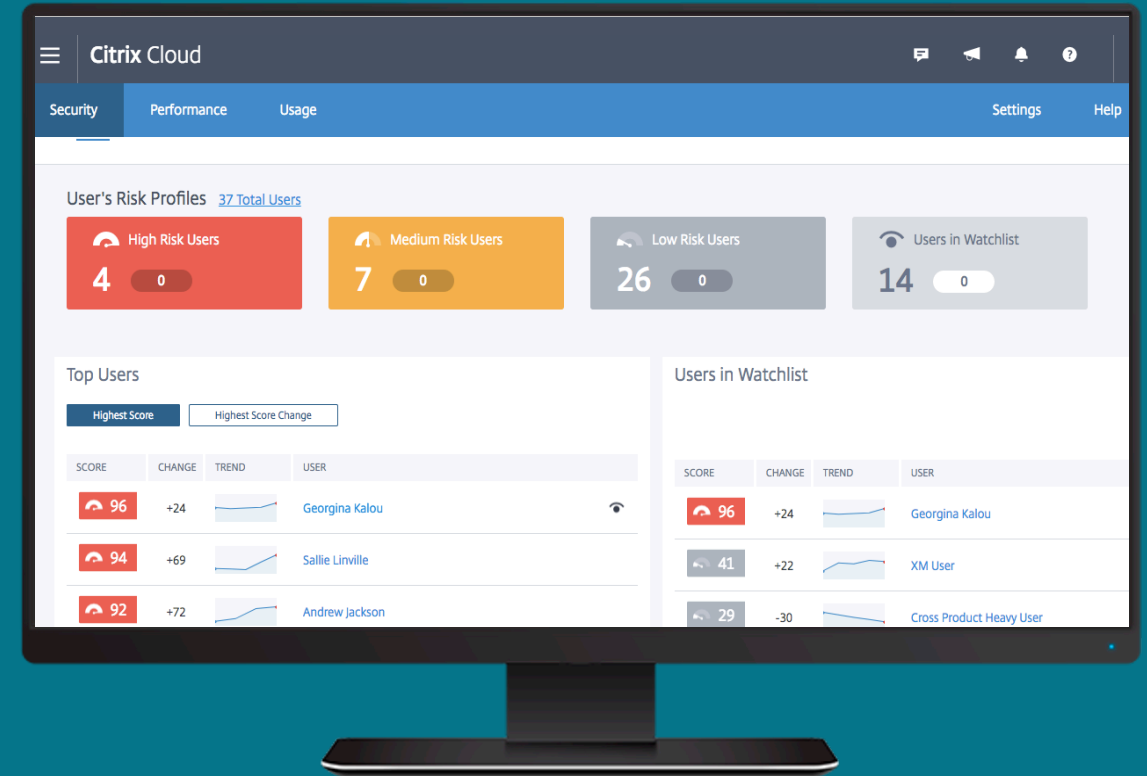 Citrix Cloud
Security Performance Usage Settings Help
User's Risk Profiles 37 Total Users
High Risk Users
4 0
Medium Risk Users
7 0
Low Risk Users
26 0
Users in Watchlist
14 0
Top Users
Highest Score Highest Score Change
SCORE CHANGE TREND USER
96 +24 Georgina Kalou
94 +69 Sallie Linville
92 +72 Andrew Jackson
Users in Watchlist
SCORE CHANGE TREND USER
96 +24 Georgina Kalou
41 +22 XM User
29 -30 Cross Product Heavy User